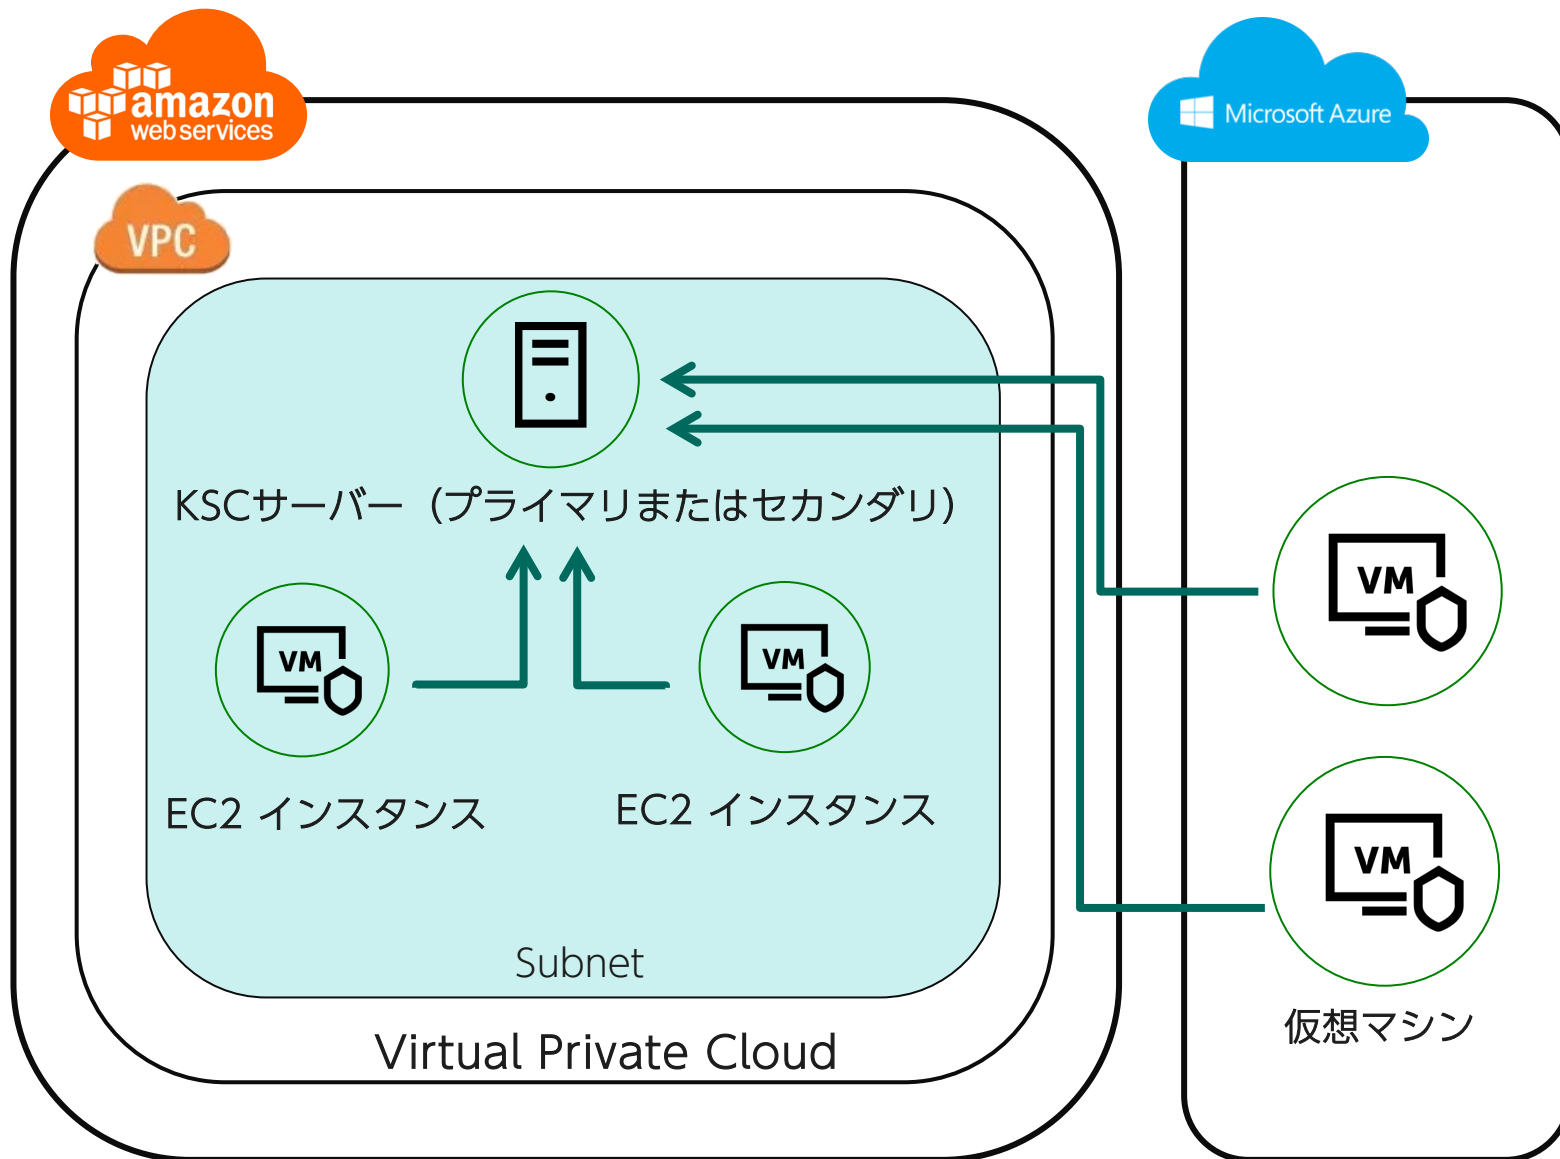 amazon
web services
Microsoft Azure
VPC
KSCサーバー（プライマリまたはセカンダリ）
VM
VM
EC2 インスタンス
EC2 インスタンス
VM
VM
仮想マシン
Subnet
Virtual Private Cloud